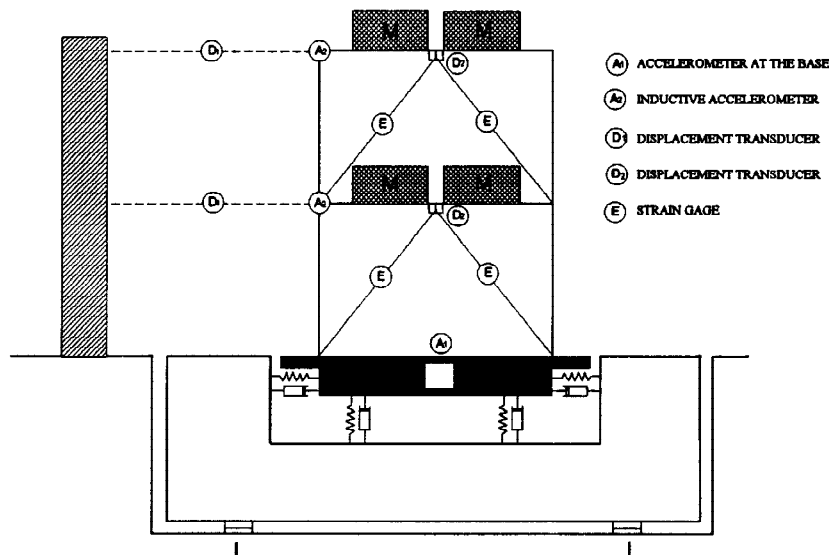 M M
D1 A2
D2
E E
M M
D1 A2
D2
E E
A1
A1 ACCELEROMETER AT THE BASE
A2 INDUCTIVE ACCELEROMETER
D1 DISPLACEMENT TRANSDUCER
D2 DISPLACEMENT TRANSDUCER
E STRAIN GAGE